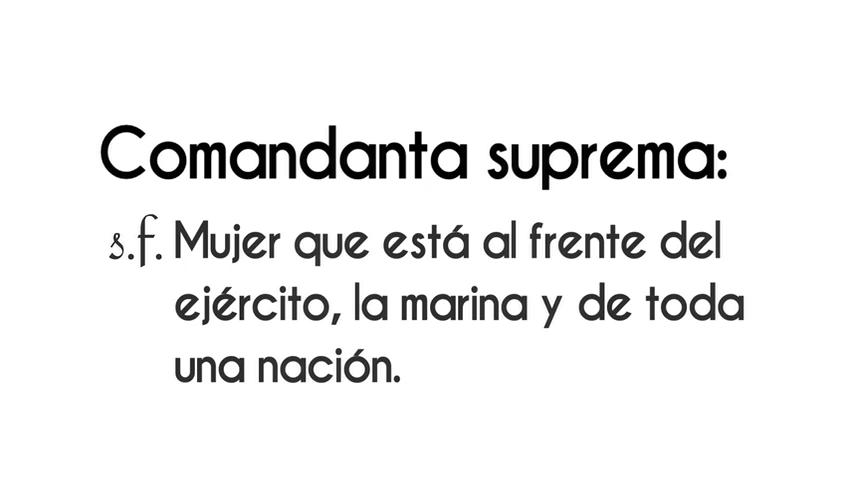 Comandanta suprema:
s.f. Mujer que está al frente del
ejército, la marina y de toda
una nación.